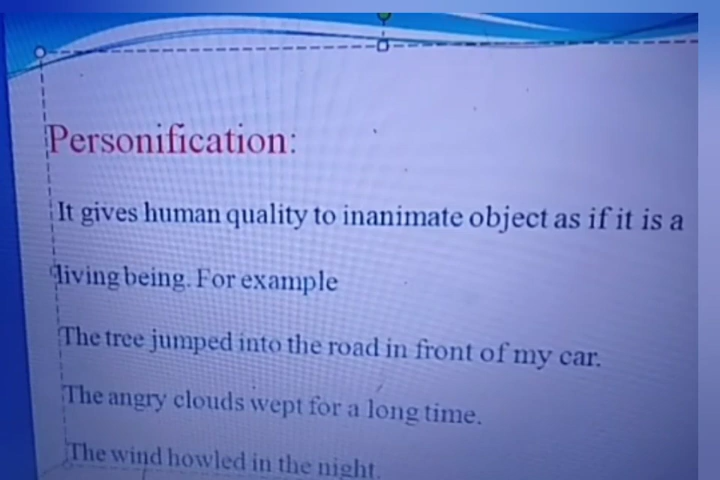 Personification:
It gives human quality to inanimate object as if it is a
living being. For example
The tree jumped into the road in front of my car.
The angry clouds wept for a long time.
The wind howled in the night.